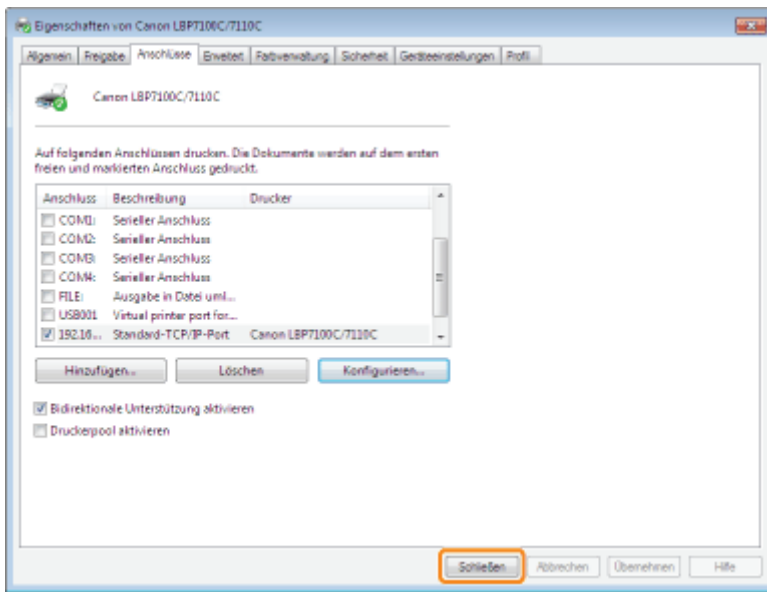 Eigenschaften von Canon LBP7100C/7110C
Allgemein Freigabe Anschlüsse Erweitert Farbverwaltung Sicherheit Geräteeinstellungen Profil
Canon LBP7100C/7110C
Auf folgenden Anschlüssen drucken. Die Dokumente werden auf dem ersten
freien und markierten Anschluss gedruckt.
Anschluss Beschreibung Drucker
COM1: Serieller Anschluss
COM2: Serieller Anschluss
COM3: Serieller Anschluss
COM4: Serieller Anschluss
FILE: Ausgabe in Datei uml...
USB001 Virtual printer port for...
192.16... Standard-TCP/IP-Port Canon LBP7100C/7110C
Hinzufügen... Löschen Konfigurieren...
Bidirektionale Unterstützung aktivieren
Druckerpool aktivieren
Schließen Abbrechen Übernehmen Hilfe